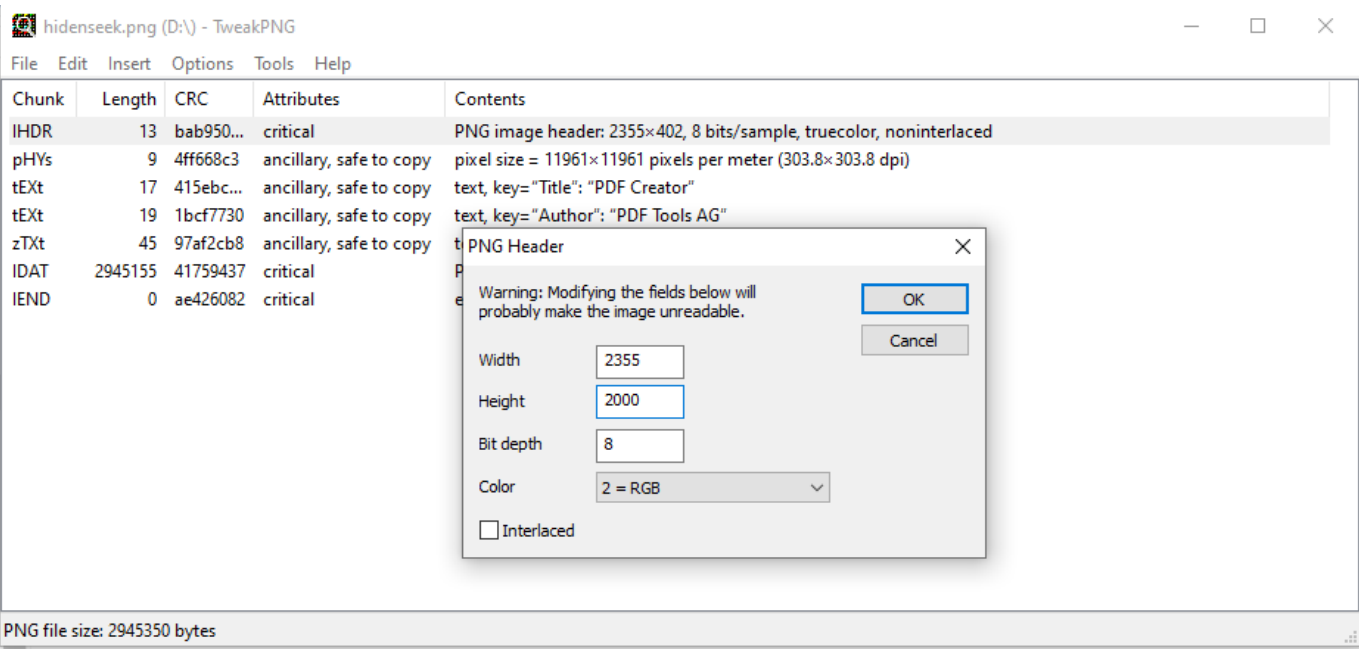 hidenseek.png (D:\) - TweakPNG
File Edit Insert Options Tools Help
Chunk Length CRC Attributes Contents
IHDR 13 bab950... critical PNG image header: 2355×402, 8 bits/sample, truecolor, noninterlaced
pHYs 9 4ff668c3 ancillary, safe to copy pixel size = 11961×11961 pixels per meter (303.8×303.8 dpi)
tEXt 17 415ebc... ancillary, safe to copy text, key="Title": "PDF Creator"
tEXt 19 1bcf7730 ancillary, safe to copy text, key="Author": "PDF Tools AG"
zTXt 45 97af2cb8 ancillary, safe to copy
IDAT 2945155 41759437 critical
IEND 0 ae426082 critical
PNG Header
Warning: Modifying the fields below will
probably make the image unreadable.
OK
Cancel
Width 2355
Height 2000
Bit depth 8
Color 2 = RGB
Interlaced
PNG file size: 2945350 bytes